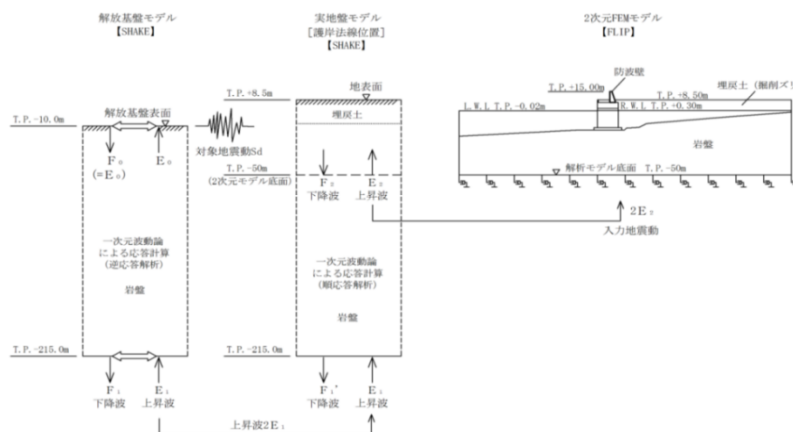 解放基盤モデル
【SHAKE】
T.P.-10.0m
解放基盤表面
F₀
(=E₀)
E₀
対象地震動Sd
一次元波動論
による応答計算
(逆応答解析)
岩盤
T.P.-215.0m
F₁
下降波
E₁
上昇波
上昇波2E₁
実地盤モデル
[護岸法線位置]
【SHAKE】
T.P.+8.5m
地表面
埋戻土
T.P.-50m
(2次元モデル底面)
F₂
下降波
E₂
上昇波
一次元波動論
による応答計算
(順応答解析)
岩盤
T.P.-215.0m
F₁'
下降波
E₁
上昇波
2次元FEMモデル
【FLIP】
防波壁
T.P.+15.00m
T.P.+8.50m
L.W.L T.P.-0.02m
R.W.L T.P.+0.30m
埋戻土(掘削ズリ
岩盤
解析モデル底面 T.P.-50m
2E₂
入力地震動